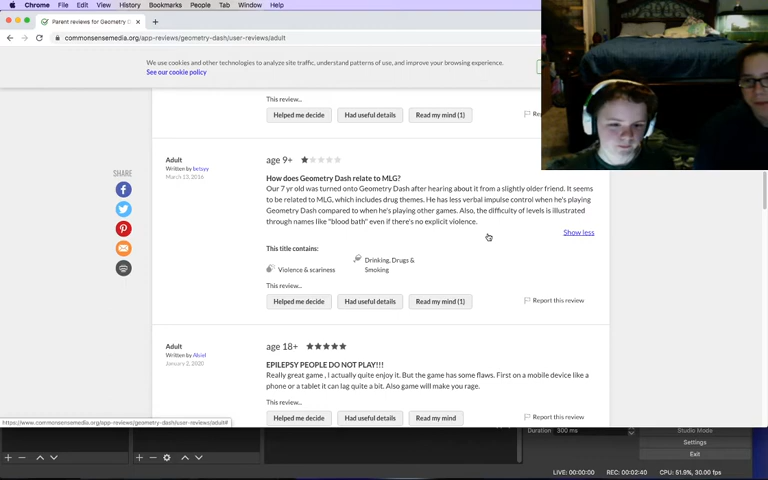 Chrome File Edit View History Bookmarks People Tab Window Help
Parent reviews for Geometry D
commonsensemedia.org/app-reviews/geometry-dash/user-reviews/adult
We use cookies and other technologies to analyze site traffic, understand patterns of use, and improve your browsing experience.
See our cookie policy
This review...
Helped me decide Had useful details Read my mind (1)
Adult
Written by betsyy
March 13, 2016
age 9+
How does Geometry Dash relate to MLG?
Our 7 yr old was turned onto Geometry Dash after hearing about it from a slightly older friend. It seems
to be related to MLG, which includes drug themes. He has less verbal impulse control when he's playing
Geometry Dash compared to when he's playing other games. Also, the difficulty of levels is illustrated
through names like "blood bath" even if there's no explicit violence.
Show less
This title contains:
Violence & scariness
Drinking, Drugs &
Smoking
This review...
Helped me decide Had useful details Read my mind (1)
Report this review
SHARE
Adult
Written by
January 2, 2020
age 18+
EPILEPSY PEOPLE DO NOT PLAY!!!
Really great game , I actually quite enjoy it. But the game has some flaws. First on a mobile device like a
phone or a tablet it can lag quite a bit. Also game will make you rage.
Helped me decide Had useful details Read my mind
Report this review
https://www.commonsensemedia.org/app-reviews/geometry-dash/user-reviews/adult#
Duration 300 ms
Studio Mode
Settings
Exit
LIVE: 00:00:00 REC: 00:02:40 CPU: 51.9%, 30.00 fps